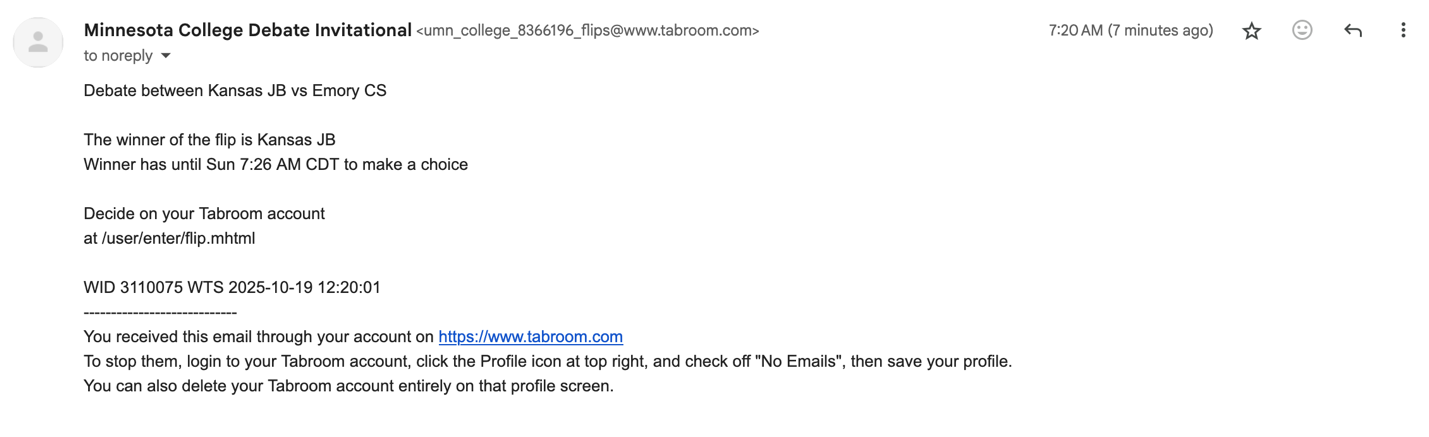 Minnesota College Debate Invitational <umn_college_8366196_flips@www.tabroom.com> 7:20 AM (7 minutes ago)
to noreply
Debate between Kansas JB vs Emory CS
The winner of the flip is Kansas JB
Winner has until Sun 7:26 AM CDT to make a choice
Decide on your Tabroom account
at /user/enter/flip.mhtml
WID 3110075 WTS 2025-10-19 12:20:01
----------------------------
You received this email through your account on https://www.tabroom.com
To stop them, login to your Tabroom account, click the Profile icon at top right, and check off "No Emails", then save your profile.
You can also delete your Tabroom account entirely on that profile screen.